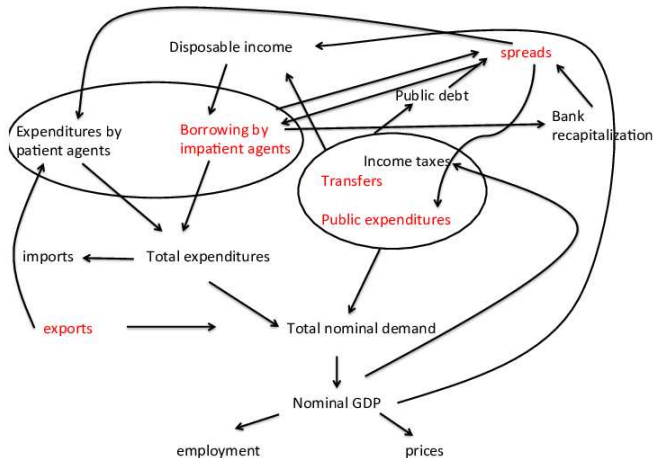 Disposable income
spreads
Public debt
Bank
recapitalization
Expenditures by
patient agents
Borrowing by
impatient agents
Income taxes
Transfers
Public expenditures
imports
Total expenditures
exports
Total nominal demand
Nominal GDP
employment
prices